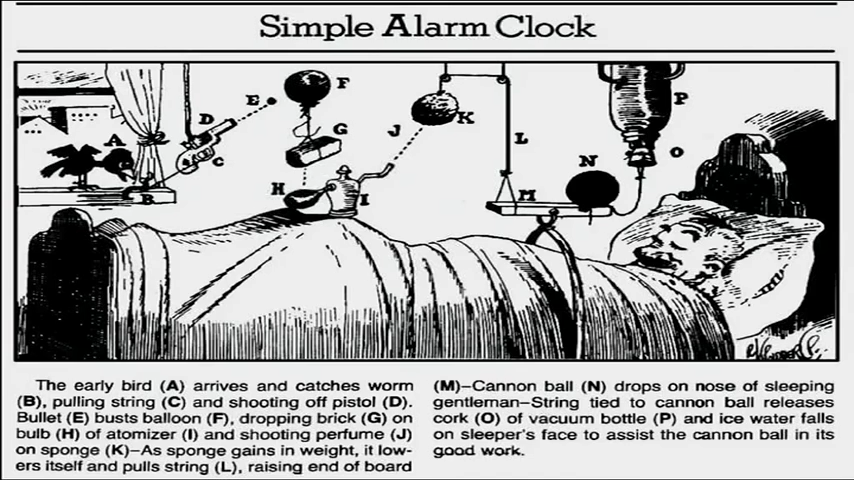 Simple Alarm Clock
E
F
P
D
K
G
A
J
L
O
C
N
H
I
M
B
The early bird (A) arrives and catches worm
(B), pulling string (C) and shooting off pistol (D).
Bullet (E) busts balloon (F), dropping brick (G) on
bulb (H) of atomizer (I) and shooting perfume (J)
on sponge (K)–As sponge gains in weight, it low-
ers itself and pulls string (L), raising end of board
(M)–Cannon ball (N) drops on nose of sleeping
gentleman–String tied to cannon ball releases
cork (O) of vacuum bottle (P) and ice water falls
on sleeper's face to assist the cannon ball in its
good work.